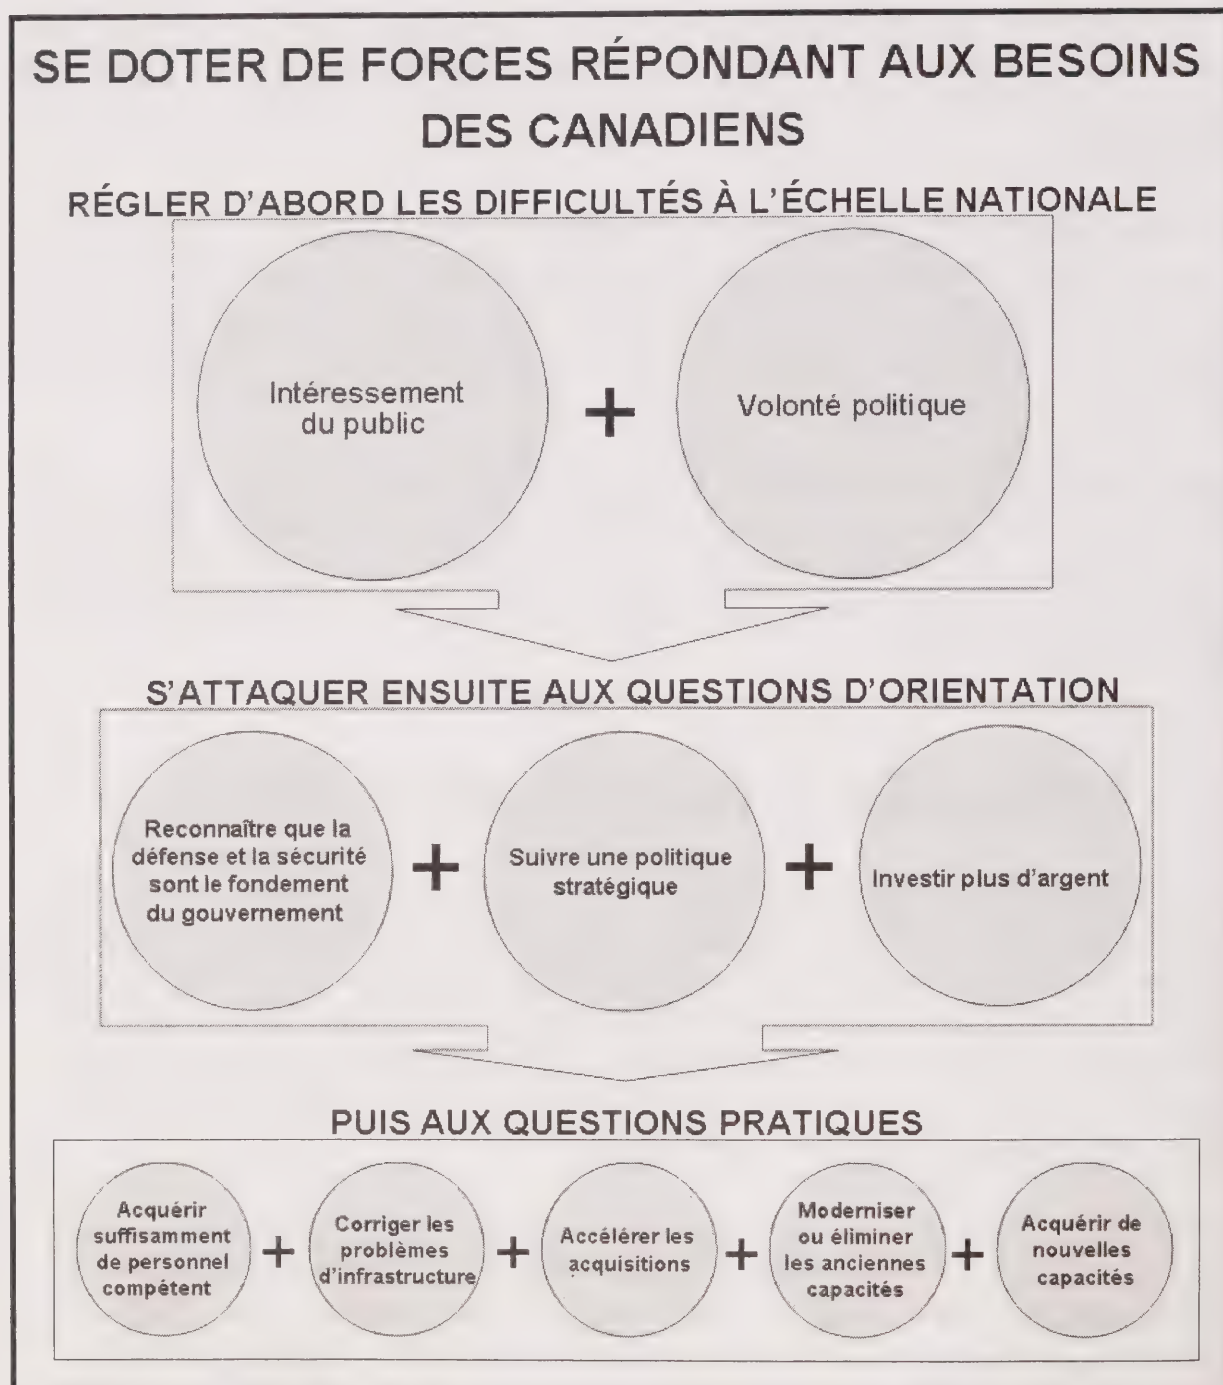 SE DOTER DE FORCES RÉPONDANT AUX BESOINS
DES CANADIENS
RÉGLER D'ABORD LES DIFFICULTÉS À L'ÉCHELLE NATIONALE
Intéressement
du public
+
Volonté politique
S'ATTAQUER ENSUITE AUX QUESTIONS D'ORIENTATION
Reconnaître que la
défense et la sécurité
sont le fondement
du gouvernement
+
Suivre une politique
stratégique
+
Investir plus d'argent
PUIS AUX QUESTIONS PRATIQUES
Acquérir
suffisamment
de personnel
compétent
+
Corriger les
problèmes
d'infrastructure
+
Accélérer les
acquisitions
+
Moderniser
ou éliminer
les anciennes
capacités
+
Acquérir de
nouvelles
capacités